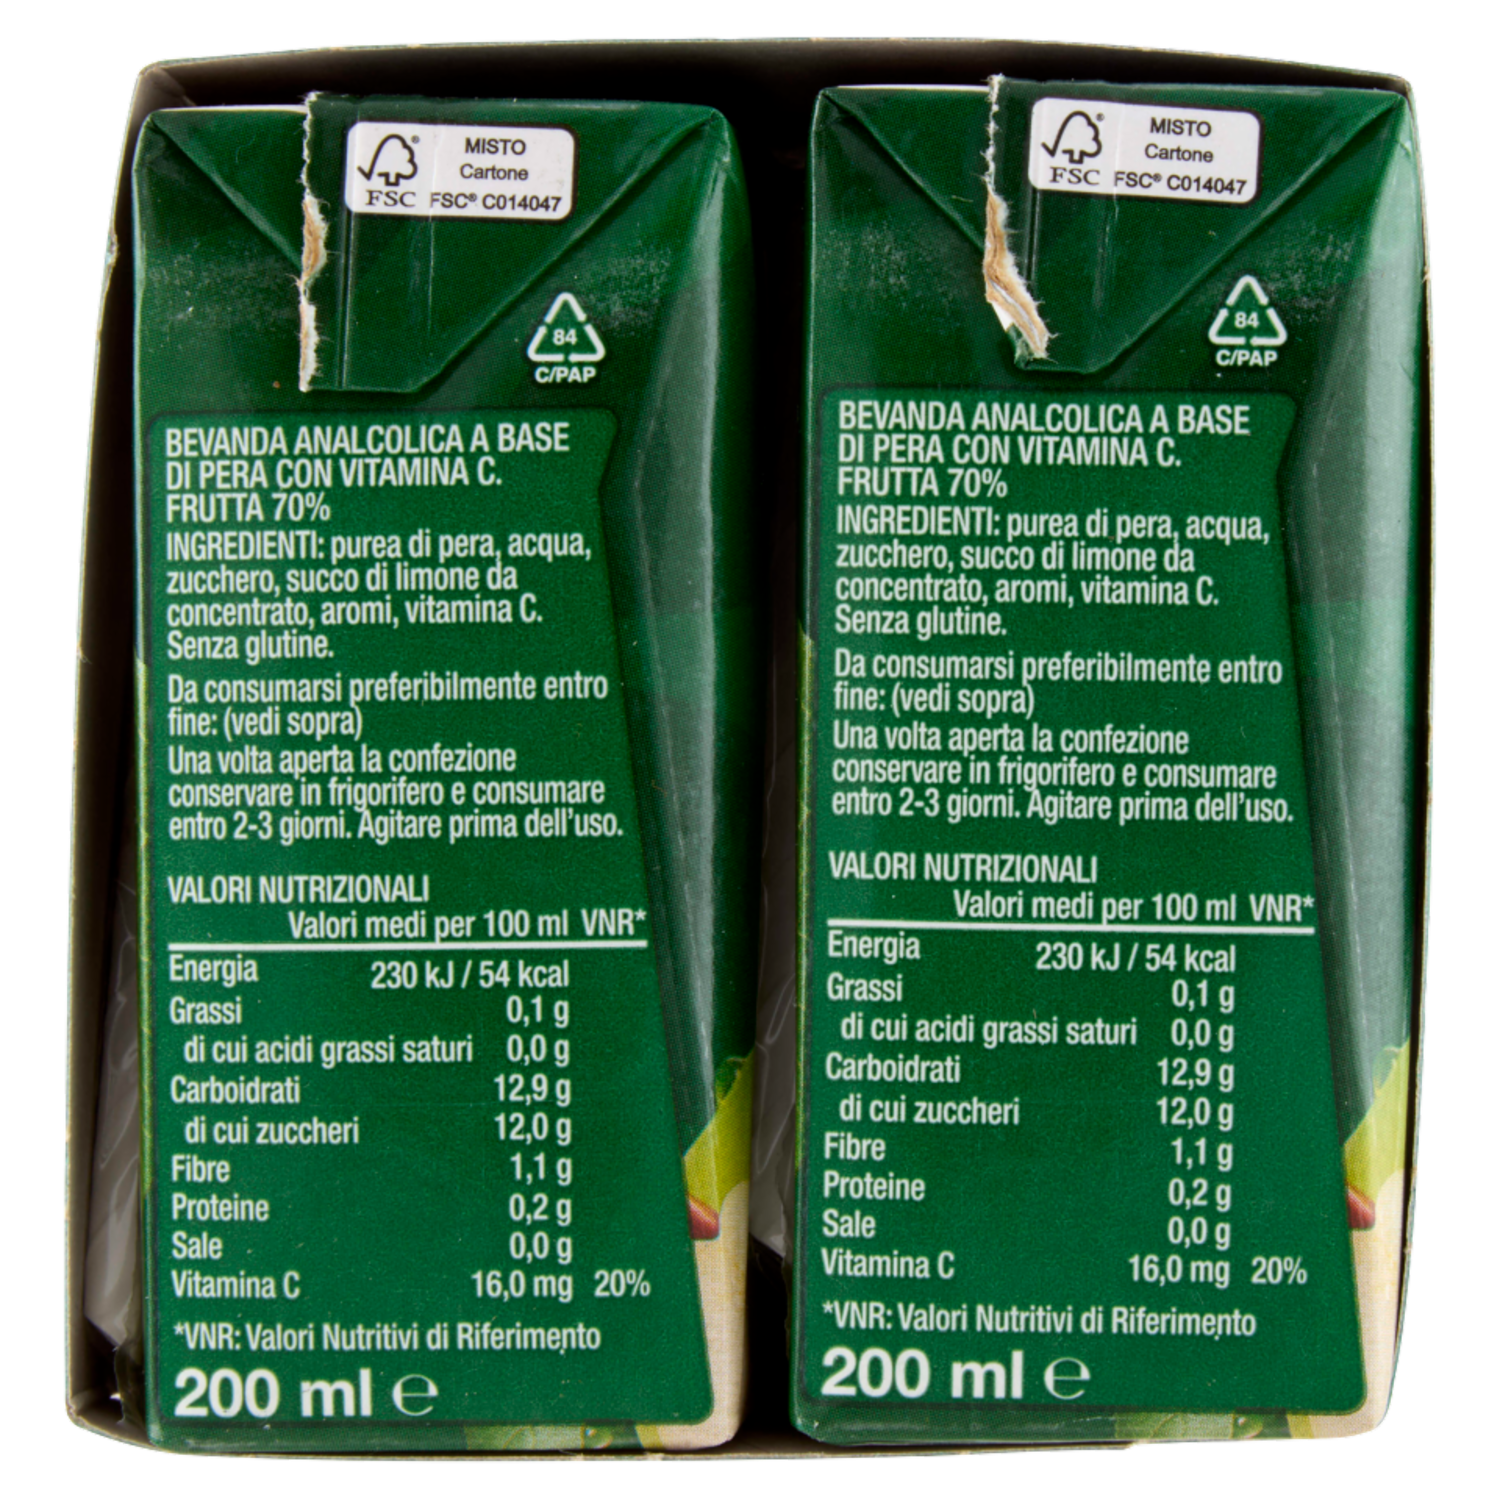 MISTO
Cartone
FSC® C014047
FSC
84
C/PAP
BEVANDA ANALCOLICA A BASE
DI PERA CON VITAMINA C.
FRUTTA 70%
INGREDIENTI: purea di pera, acqua,
zucchero, succo di limone da
concentrato, aromi, vitamina C.
Senza glutine.
Da consumarsi preferibilmente entro
fine: (vedi sopra)
Una volta aperta la confezione
conservare in frigorifero e consumare
entro 2-3 giorni. Agitare prima dell'uso.
VALORI NUTRIZIONALI
Valori medi per 100 ml VNR*
Energia 230 kJ / 54 kcal
Grassi 0,1 g
di cui acidi grassi saturi 0,0 g
Carboidrati 12,9 g
di cui zuccheri 12,0 g
Fibre 1,1 g
Proteine 0,2 g
Sale 0,0 g
Vitamina C 16,0 mg 20%
*VNR: Valori Nutritivi di Riferimento
200 ml e
MISTO
Cartone
FSC® C014047
FSC
84
C/PAP
BEVANDA ANALCOLICA A BASE
DI PERA CON VITAMINA C.
FRUTTA 70%
INGREDIENTI: purea di pera, acqua,
zucchero, succo di limone da
concentrato, aromi, vitamina C.
Senza glutine.
Da consumarsi preferibilmente entro
fine: (vedi sopra)
Una volta aperta la confezione
conservare in frigorifero e consumare
entro 2-3 giorni. Agitare prima dell'uso.
VALORI NUTRIZIONALI
Valori medi per 100 ml VNR*
Energia 230 kJ / 54 kcal
Grassi 0,1 g
di cui acidi grassi saturi 0,0 g
Carboidrati 12,9 g
di cui zuccheri 12,0 g
Fibre 1,1 g
Proteine 0,2 g
Sale 0,0 g
Vitamina C 16,0 mg 20%
*VNR: Valori Nutritivi di Riferimento
200 ml e